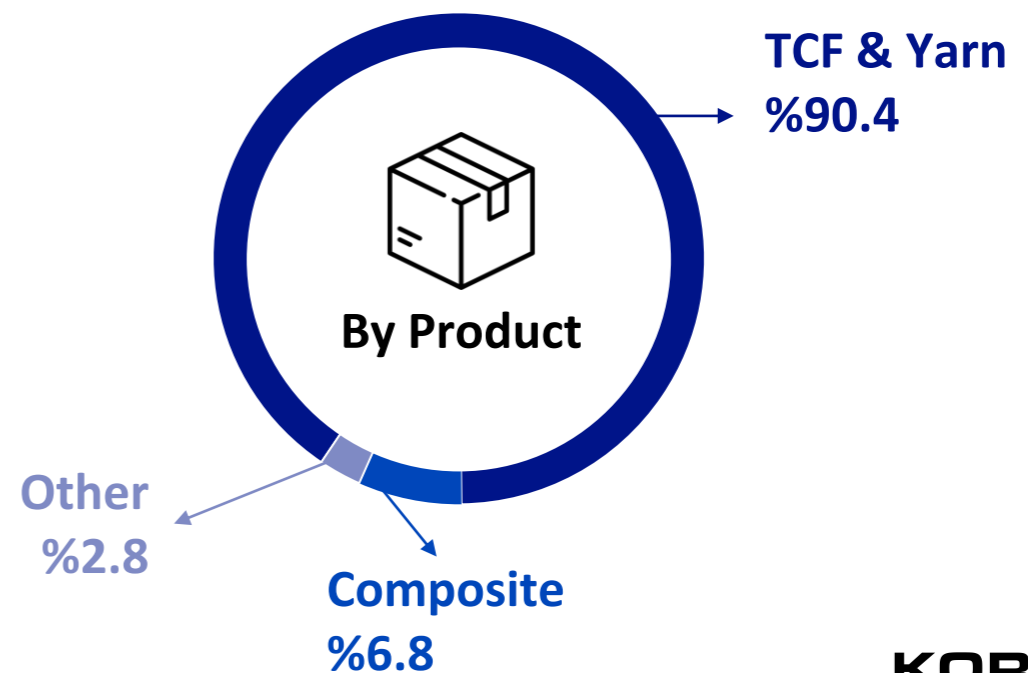 TCF & Yarn
%90.4
By Product
Other
%2.8
Composite
%6.8